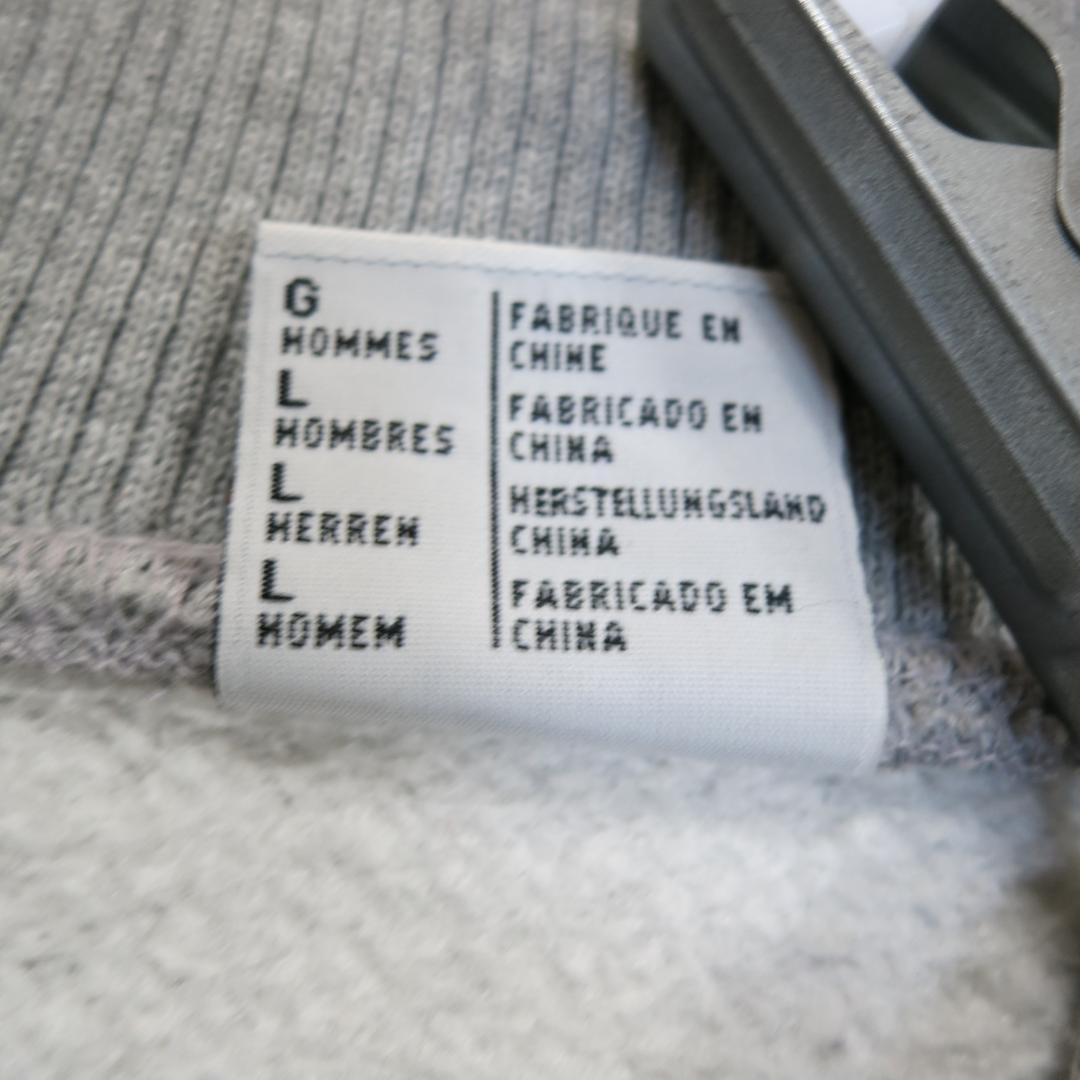 G
HOMMES
L
HOMBRES
L
HERREN
L
HOMEM
FABRIQUE EN
CHINE
FABRICADO EN
CHINA
HERSTELLUNGSLAND
CHINA
FABRICADO EM
CHINA